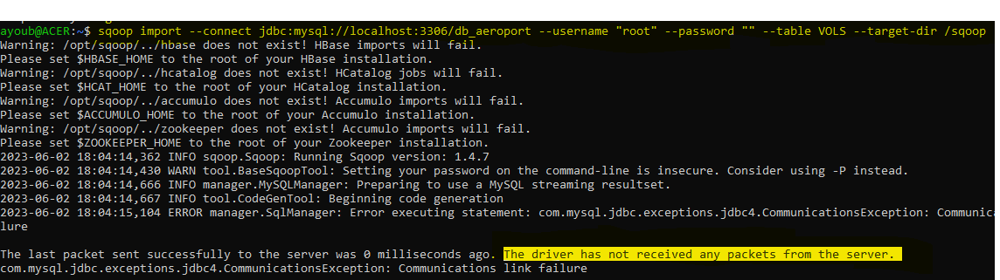 ayoub@ACER:~$ sqoop import --connect jdbc:mysql://localhost:3306/db_aeroport --username "root" --password "" --table VOLS --target-dir /sqoop
Warning: /opt/sqoop/../hbase does not exist! HBase imports will fail.
Please set $HBASE_HOME to the root of your HBase installation.
Warning: /opt/sqoop/../hcatalog does not exist! HCatalog jobs will fail.
Please set $HCAT_HOME to the root of your HCatalog installation.
Warning: /opt/sqoop/../accumulo does not exist! Accumulo imports will fail.
Please set $ACCUMULO_HOME to the root of your Accumulo installation.
Warning: /opt/sqoop/../zookeeper does not exist! Accumulo imports will fail.
Please set $ZOOKEEPER_HOME to the root of your Zookeeper installation.
2023-06-02 18:04:14,362 INFO sqoop.Sqoop: Running Sqoop version: 1.4.7
2023-06-02 18:04:14,430 WARN tool.BaseSqoopTool: Setting your password on the command-line is insecure. Consider using -P instead.
2023-06-02 18:04:14,666 INFO manager.MySQLManager: Preparing to use a MySQL streaming resultset.
2023-06-02 18:04:14,667 INFO tool.CodeGenTool: Beginning code generation
2023-06-02 18:04:15,104 ERROR manager.SqlManager: Error executing statement: com.mysql.jdbc.exceptions.jdbc4.CommunicationsException: Communica
lure
The last packet sent successfully to the server was 0 milliseconds ago. The driver has not received any packets from the server.
com.mysql.jdbc.exceptions.jdbc4.CommunicationsException: Communications link failure